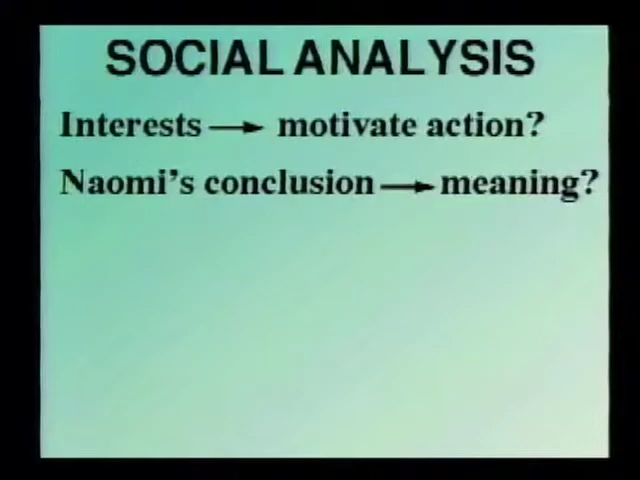 SOCIAL ANALYSIS
Interests → motivate action?
Naomi's conclusion → meaning?